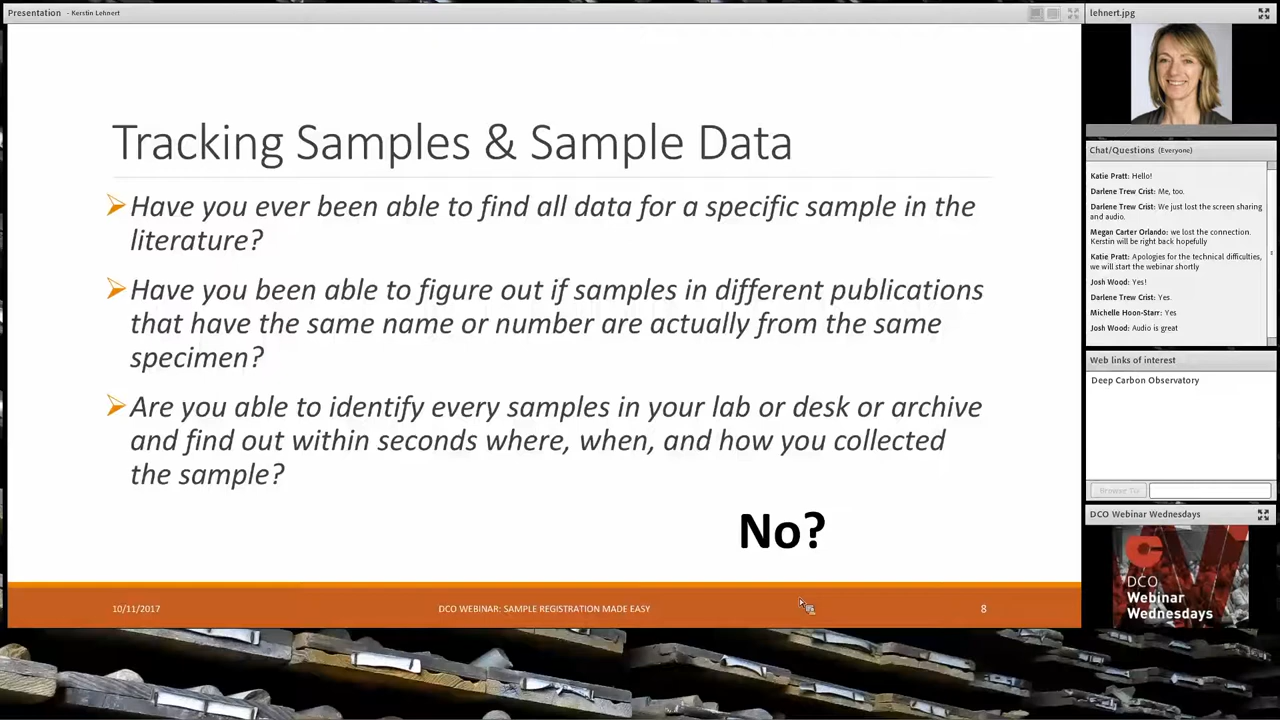 Presentation - Kerstin Lehnert
Tracking Samples & Sample Data
Have you ever been able to find all data for a specific sample in the
literature?
Have you been able to figure out if samples in different publications
that have the same name or number are actually from the same
specimen?
Are you able to identify every samples in your lab or desk or archive
and find out within seconds where, when, and how you collected
the sample?
No?
10/11/2017
DCO WEBINAR: SAMPLE REGISTRATION MADE EASY
8
lehnert.jpg
Chat/Questions (Everyone)
Katie Pratt: Hello!
Darlene Trew Crist: Me, too.
Darlene Trew Crist: We just lost the screen sharing
and audio.
Megan Carter Orlando: we lost the connection.
Kerstin will be right back hopefully
Katie Pratt: Apologies for the technical difficulties,
we will start the webinar shortly
Josh Wood: Yes!
Darlene Trew Crist: Yes.
Michelle Hoon-Starr: Yes
Josh Wood: Audio is great
Web links of interest
Deep Carbon Observatory
Browse To
DCO Webinar Wednesdays
DCO
Webinar
Wednesdays